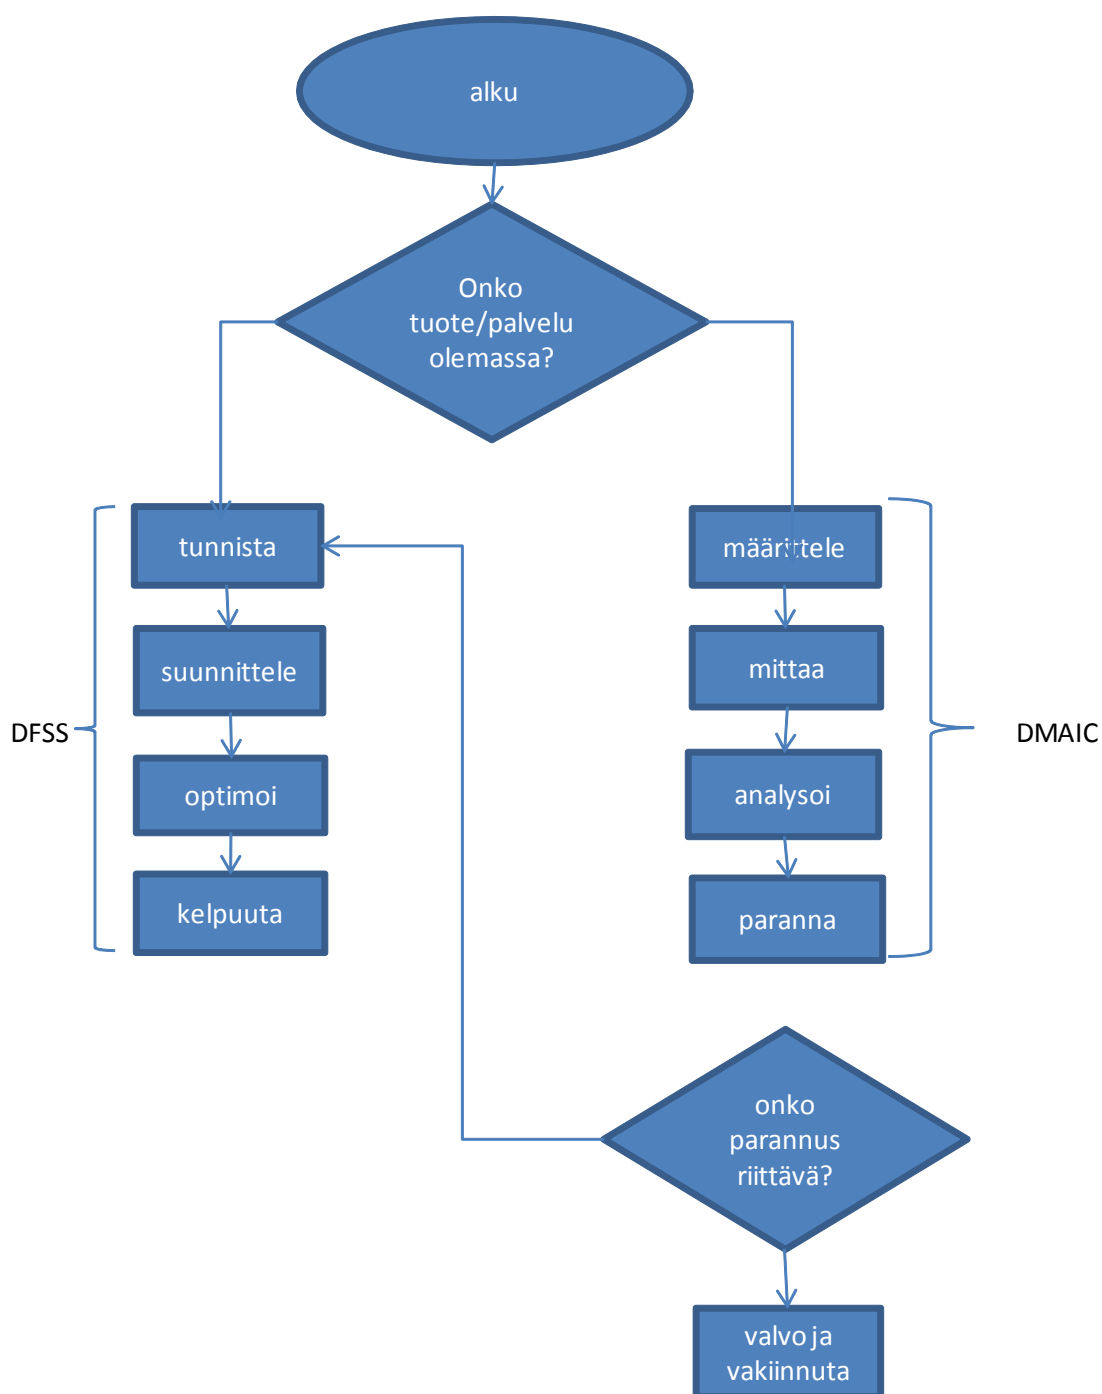 alku
Onko
tuote/palvelu
olemassa?
tunnista
määrittele
suunnittele
mittaa
DFSS
DMAIC
optimoi
analysoi
kelpuuta
paranna
onko
parannus
riittävä?
valvo ja
vakiinnuta